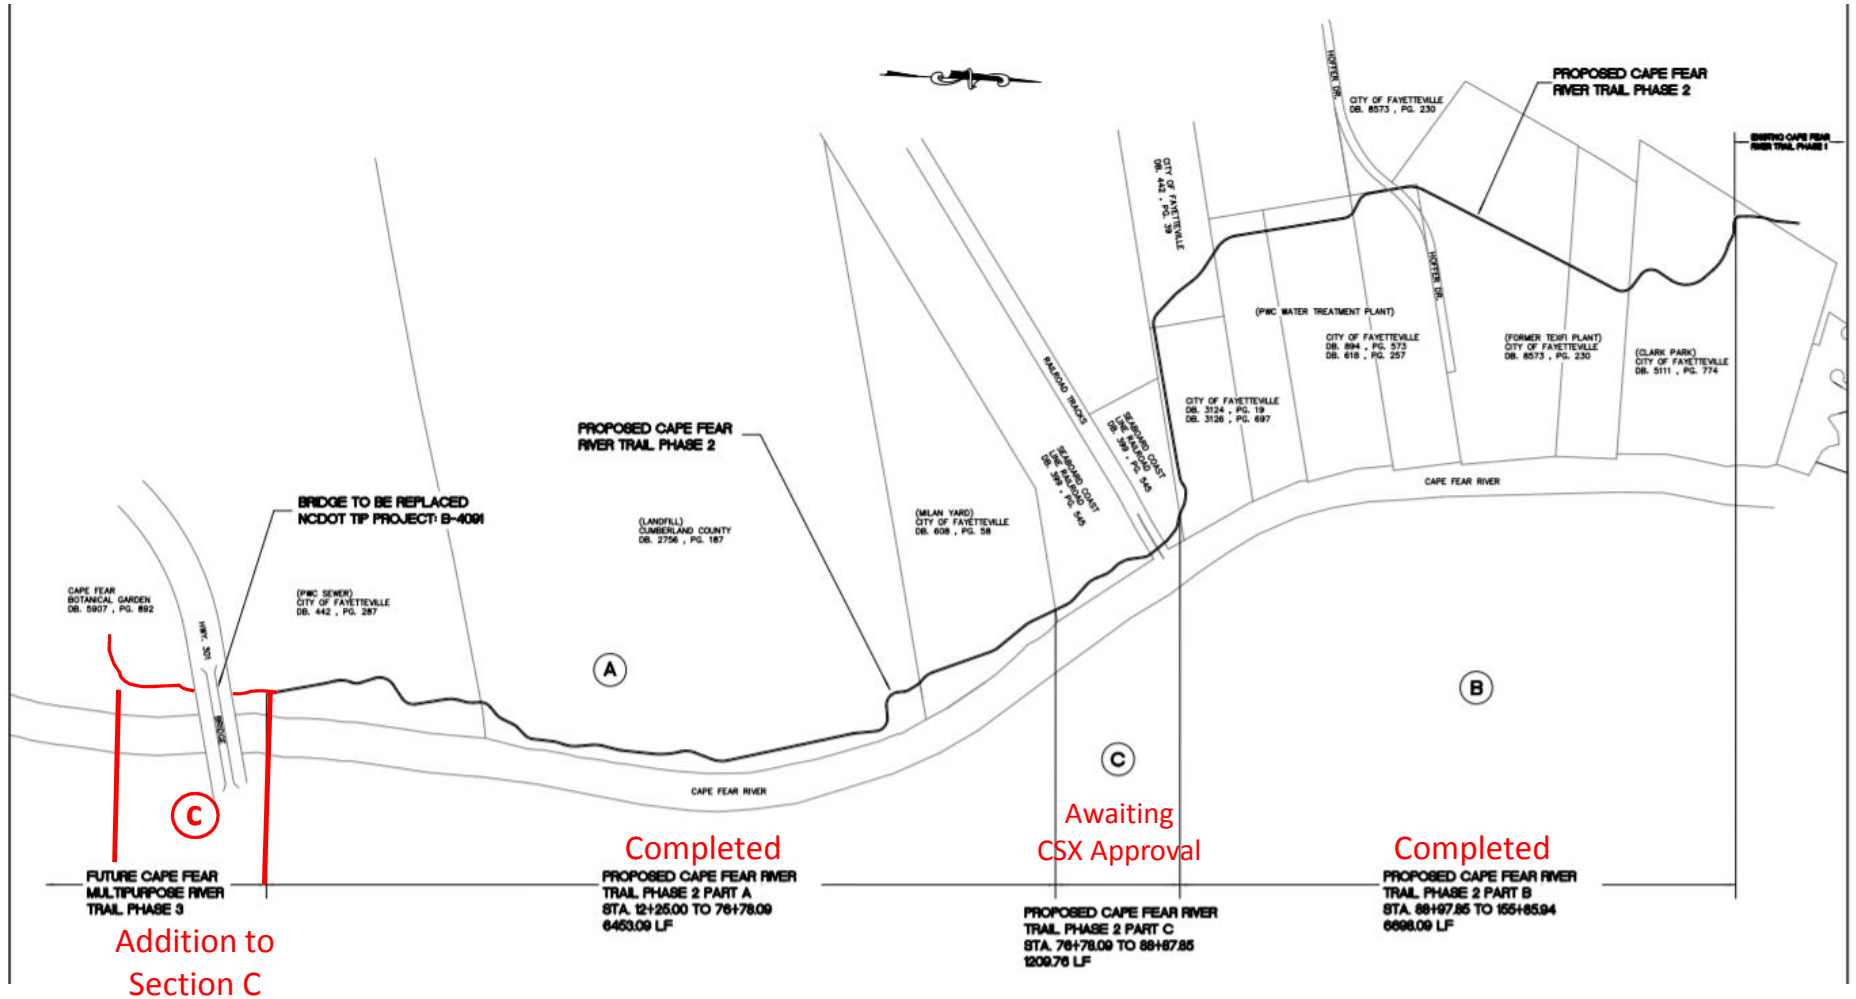 HOFFER DR.
CITY OF FAYETTEVILLE
DB. 8573 , PG. 230
PROPOSED CAPE FEAR
RIVER TRAIL PHASE 2
EXISTING CAPE FEAR
RIVER TRAIL PHASE 1
CITY OF FAYETTEVILLE
DB. 442 , PG. 39
HOFFER DR.
(PWC WATER TREATMENT PLANT)
CITY OF FAYETTEVILLE
DB. 894 , PG. 573
DB. 618 , PG. 257
(FORMER TEXFI PLANT)
CITY OF FAYETTEVILLE
DB. 8573 , PG. 230
(CLARK PARK)
CITY OF FAYETTEVILLE
DB. 5111 , PG. 774
RAILROAD TRACKS
CITY OF FAYETTEVILLE
DB. 3124 , PG. 19
DB. 3126 , PG. 697
SEABOARD COAST
LINE RAILROAD
DB. 399 , PG. 545
SEABOARD COAST
LINE RAILROAD
DB. 399 , PG. 545
PROPOSED CAPE FEAR
RIVER TRAIL PHASE 2
CAPE FEAR RIVER
BRIDGE TO BE REPLACED
NCDOT TIP PROJECT: B-4091
(LANDFILL)
CUMBERLAND COUNTY
DB. 2756 , PG. 187
(MILAN YARD)
CITY OF FAYETTEVILLE
DB. 608 , PG. 58
CAPE FEAR
BOTANICAL GARDEN
DB. 5907 , PG. 892
(PWC SEWER)
CITY OF FAYETTEVILLE
DB. 442 , PG. 287
HWY. 301
BRIDGE
A
B
C
CAPE FEAR RIVER
C
Awaiting
CSX Approval
Completed
Completed
FUTURE CAPE FEAR
MULTIPURPOSE RIVER
TRAIL PHASE 3
PROPOSED CAPE FEAR RIVER
TRAIL PHASE 2 PART A
STA. 12+25.00 TO 76+78.09
6453.09 LF
PROPOSED CAPE FEAR RIVER
TRAIL PHASE 2 PART C
STA. 76+78.09 TO 88+87.85
1209.76 LF
PROPOSED CAPE FEAR RIVER
TRAIL PHASE 2 PART B
STA. 88+97.85 TO 155+85.94
6698.09 LF
Addition to
Section C